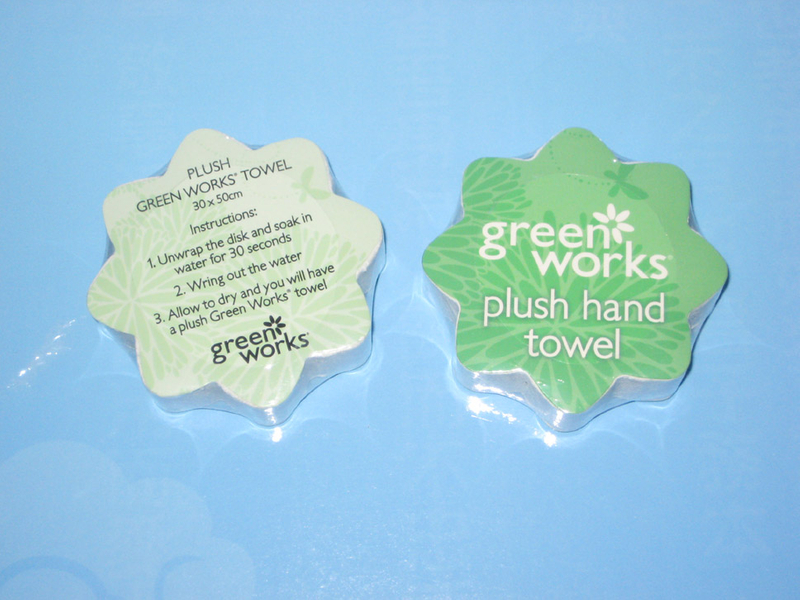 PLUSH
GREEN WORKS® TOWEL
30 x 50cm
Instructions:
1. Unwrap the disk and soak in
water for 30 seconds
2. Wring out the water
3. Allow to dry and you will have
a plush Green Works® towel
green
works®
green
works®
plush hand
towel